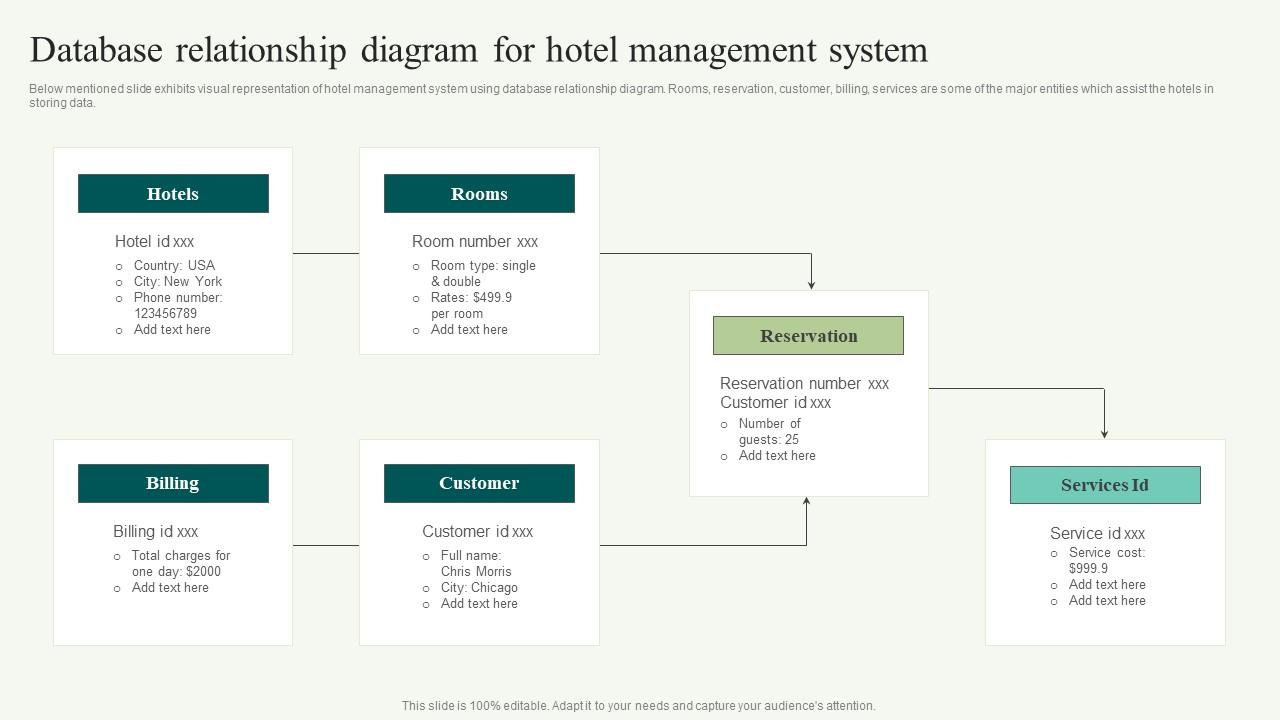 Database relationship diagram for hotel management system
Below mentioned slide exhibits visual representation of hotel management system using database relationship diagram. Rooms, reservation, customer, billing, services are some of the major entities which assist the hotels in
storing data.
Hotels
Hotel id xxx
○ Country: USA
○ City: New York
○ Phone number:
123456789
○ Add text here
Rooms
Room number xxx
○ Room type: single
& double
○ Rates: $499.9
per room
○ Add text here
Reservation
Reservation number xxx
Customer id xxx
○ Number of
guests: 25
○ Add text here
Billing
Billing id xxx
○ Total charges for
one day: $2000
○ Add text here
Customer
Customer id xxx
○ Full name:
Chris Morris
○ City: Chicago
○ Add text here
Services Id
Service id xxx
○ Service cost:
$999.9
○ Add text here
○ Add text here
This slide is 100% editable. Adapt it to your needs and capture your audience's attention.